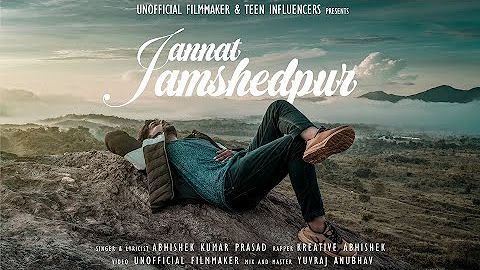 UNOFFICIAL FILMMAKER & TEEN INFLUENCERS PRESENTS
Jannat
Jamshedpur
SINGER & LYRICIST ABHISHEK KUMAR PRASAD RAPPER KREATIVE ABHISHEK
VIDEO UNOFFICIAL FILMMAKER MIX AND MASTER YUVRAJ ANUBHAV